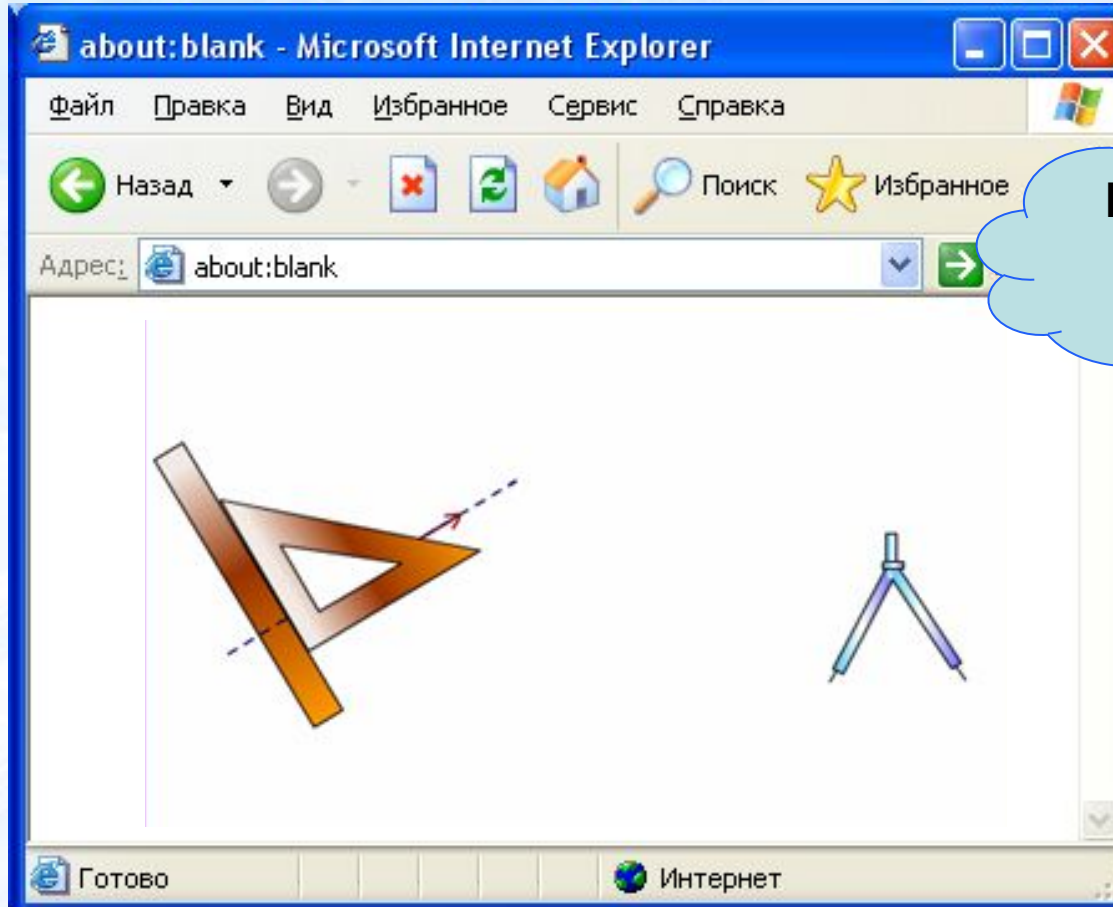 about:blank - Microsoft Internet Explorer
Файл Правка Вид Избранное Сервис Справка
Назад Поиск Избранное
Адрес: about:blank
Готово Интернет